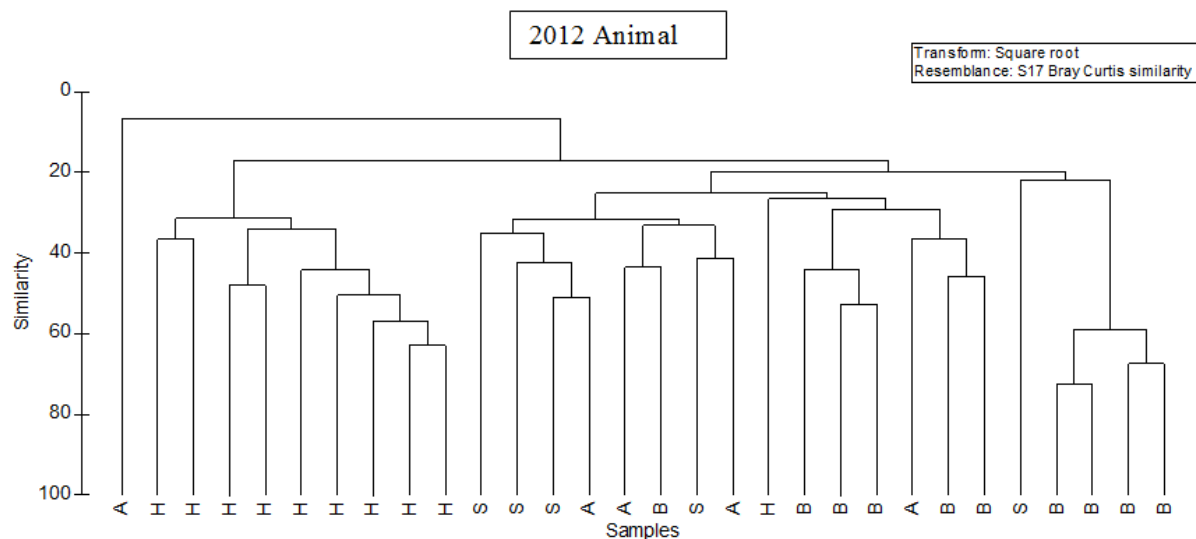 2012 Animal
Transform: Square root
Resemblance: S17 Bray Curtis similarity
0
20
40
60
80
100
Similarity
A H H H H H H H H H S S S A A B S A H B B B A B B S B B B B
Samples